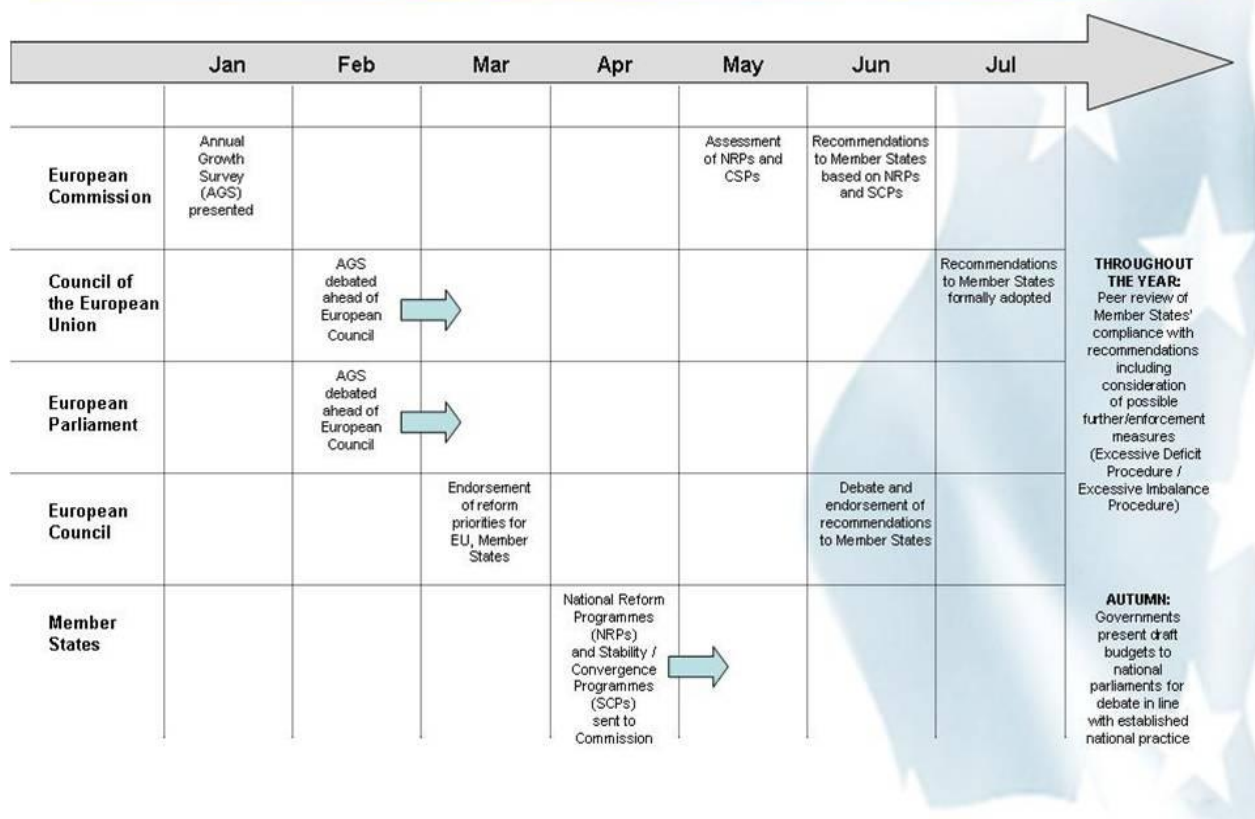 Jan Feb Mar Apr May Jun Jul
European
Commission
Annual
Growth
Survey
(AGS)
presented
Assessment
of NRPs and
CSPs
Recommendations
to Member States
based on NRPs
and SCPs
Council of
the European
Union
AGS
debated
ahead of
European
Council
Recommendations
to Member States
formally adopted
European
Parliament
AGS
debated
ahead of
European
Council
European
Council
Endorsement
of reform
priorities for
EU, Member
States
Debate and
endorsement of
recommendations
to Member States
Member
States
National Reform
Programmes
(NRPs)
and Stability /
Convergence
Programmes
(SCPs)
sent to
Commission
THROUGHOUT
THE YEAR:
Peer review of
Member States'
compliance with
recommendations
including
consideration
of possible
further/enforcement
measures
(Excessive Deficit
Procedure /
Excessive Imbalance
Procedure)
AUTUMN:
Governments
present draft
budgets to
national
parliaments for
debate in line
with established
national practice